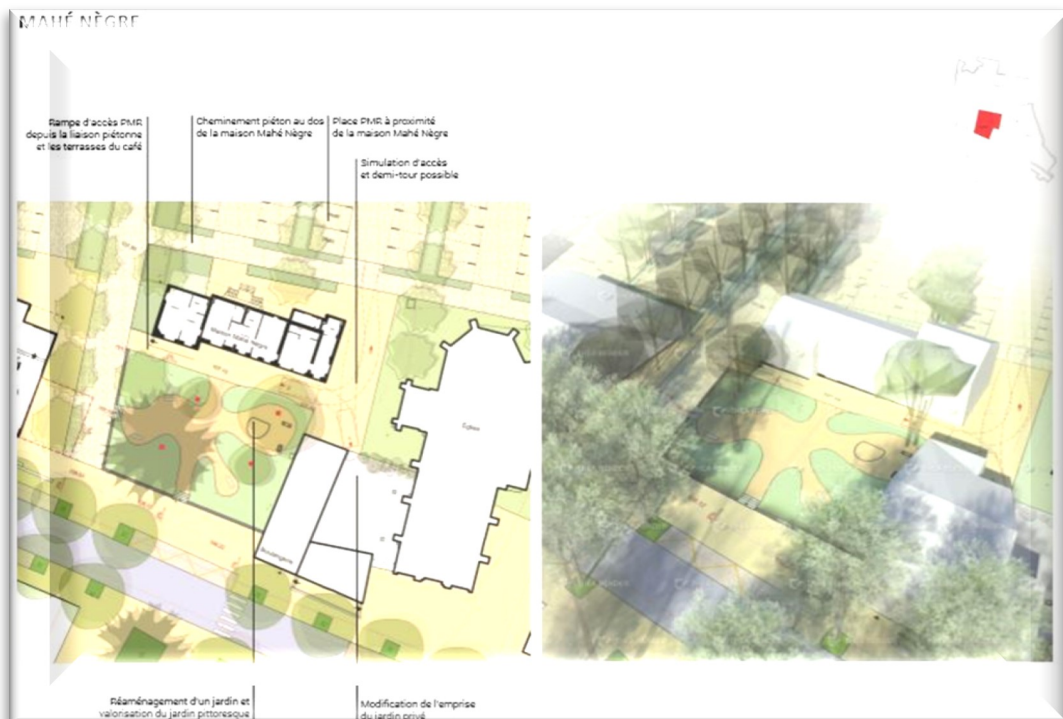 MAHÉ NÈGRE
Rampe d'accès PMR
depuis la liaison piétonne
et les terrasses du café
Cheminement piéton au dos
de la maison Mahé Nègre
Place PMR à proximité
de la maison Mahé Nègre
Simulation d'accès
et demi-tour possible
Maison Mahé Nègre
Eglise
Boulangerie
Réaménagement d'un jardin et
valorisation du jardin pittoresque
Modification de l'emprise
du jardin privé